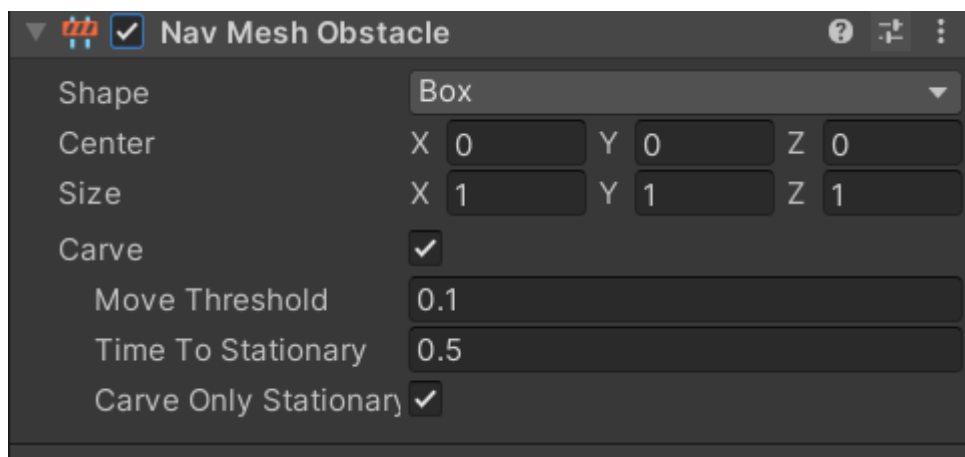 Nav Mesh Obstacle
Shape Box
Center X 0 Y 0 Z 0
Size X 1 Y 1 Z 1
Carve
Move Threshold 0.1
Time To Stationary 0.5
Carve Only Stationary